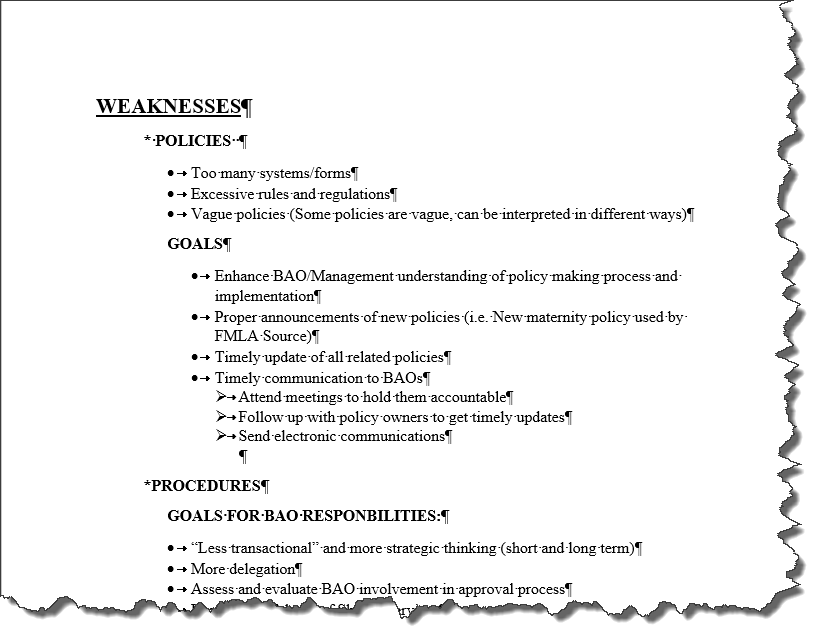 WEAKNESSES¶
*·POLICIES··¶
●→Too·many·systems/forms¶
●→Excessive·rules·and·regulations¶
●→Vague·policies·(Some·policies·are·vague,·can·be·interpreted·in·different·ways)¶
GOALS¶
●→Enhance·BAO/Management·understanding·of·policy·making·process·and·
implementation¶
●→Proper·announcements·of·new·policies·(i.e.·New·maternity·policy·used·by·
FMLA·Source)¶
●→Timely·update·of·all·related·policies¶
●→Timely·communication·to·BAOs¶
➢→Attend·meetings·to·hold·them·accountable¶
➢→Follow·up·with·policy·owners·to·get·timely·updates¶
➢→Send·electronic·communications¶
¶
*PROCEDURES¶
GOALS·FOR·BAO·RESPONBILITIES:¶
●→“Less·transactional”·and·more·strategic·thinking·(short·and·long·term)¶
●→More·delegation¶
●→Assess·and·evaluate·BAO·involvement·in·approval·process¶